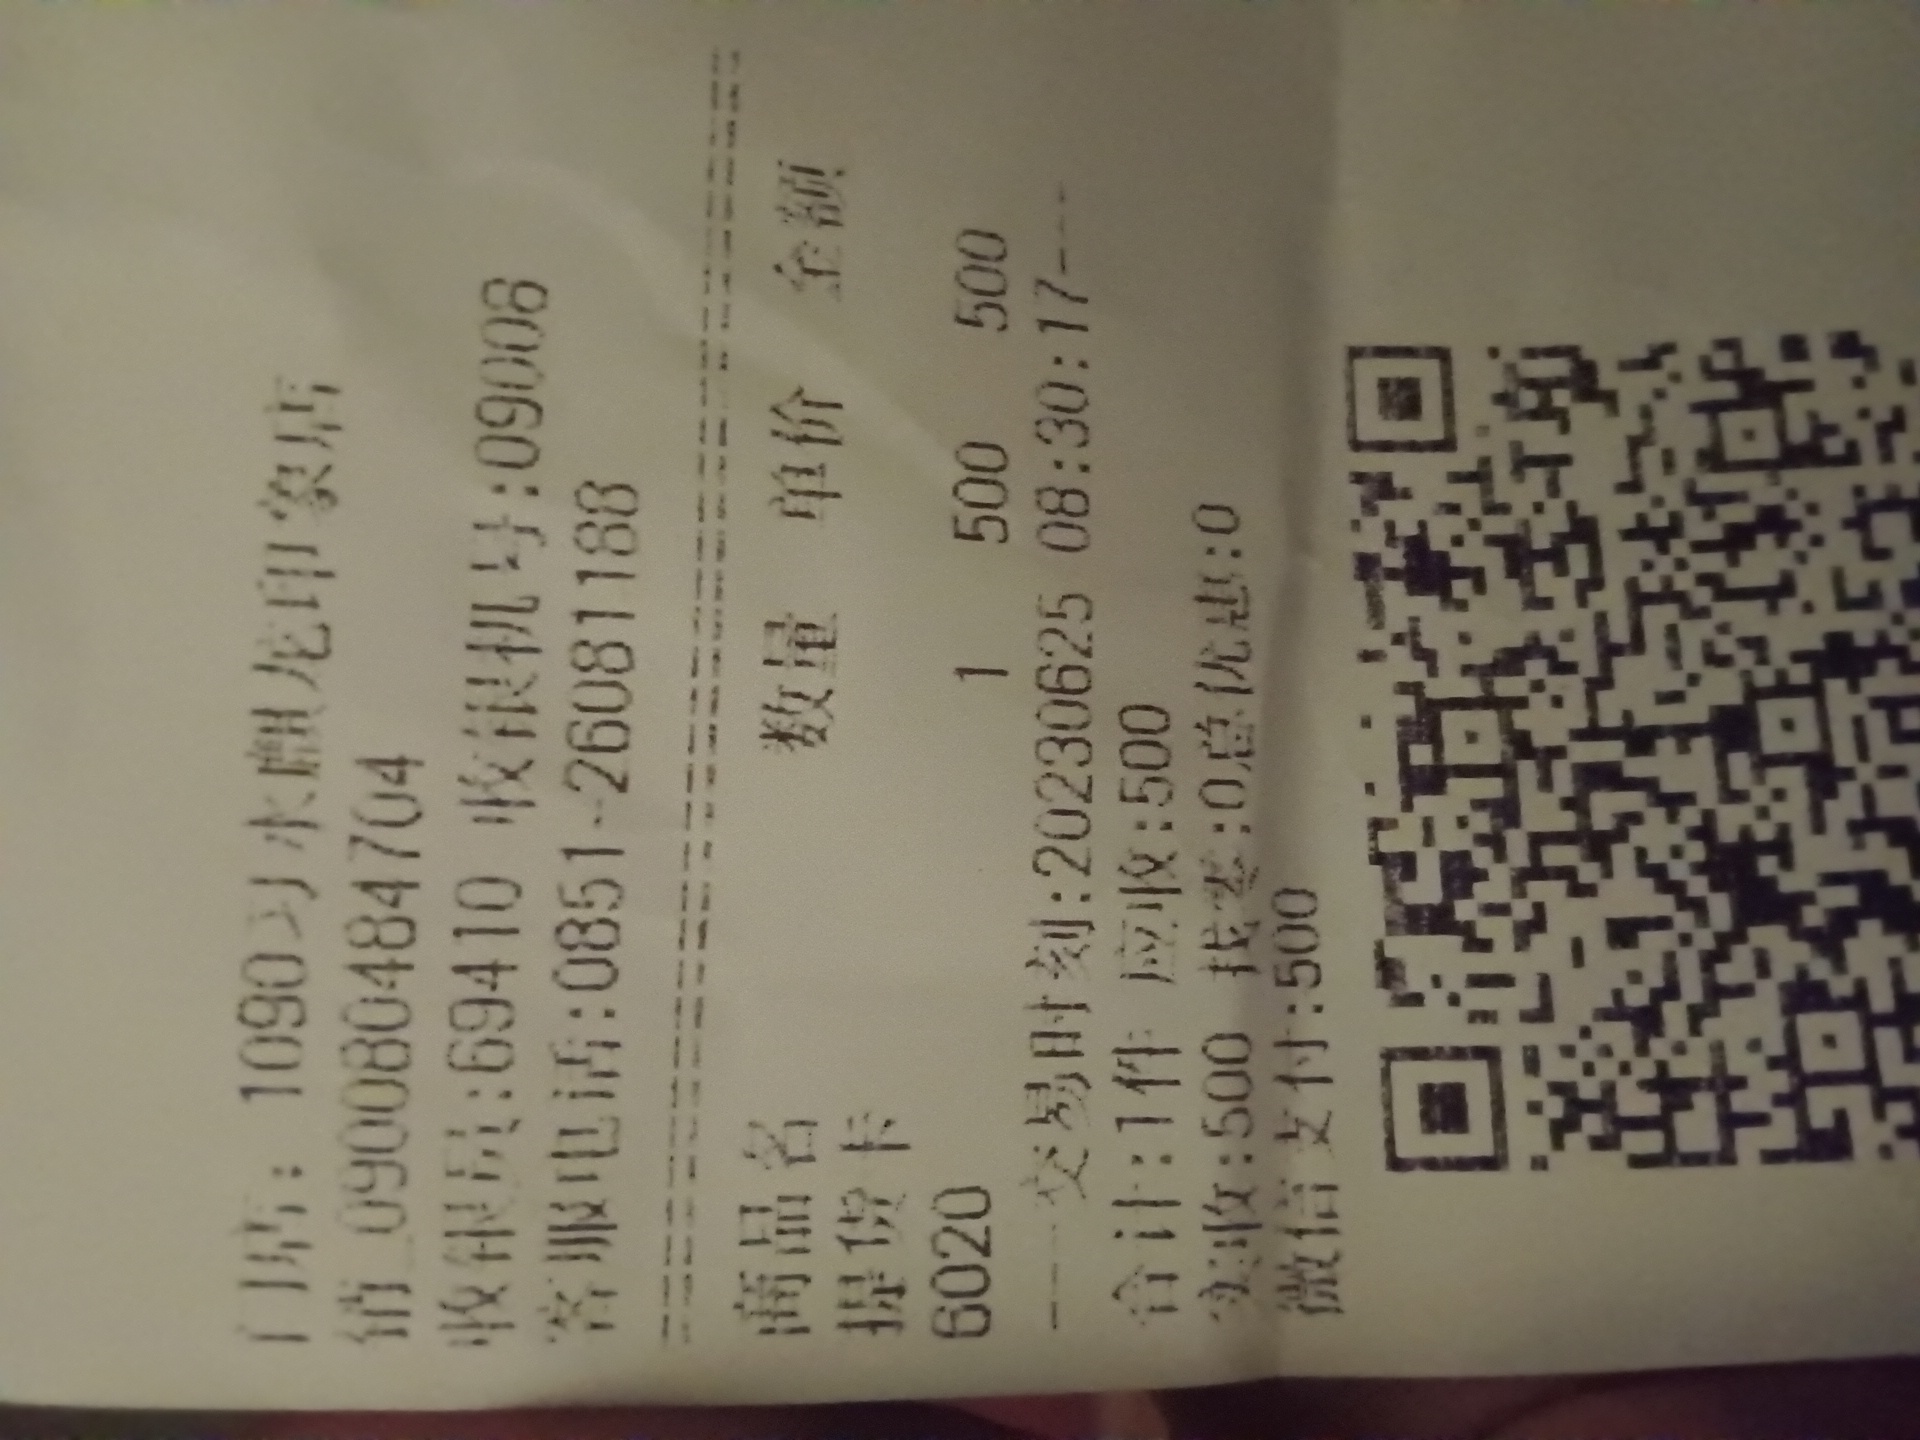 门店: 1090习水麒龙印象店
销_0900804847​04
收银员:69410 收银机号:09008
客服电话:0851-26081188
商品名 数量 单价 金额
提货卡
6020 1 500 500
----交易时刻:20230625 08:30:17----
合计:1件 应收:500
实收:500 找零:0总优惠:0
微信支付:500